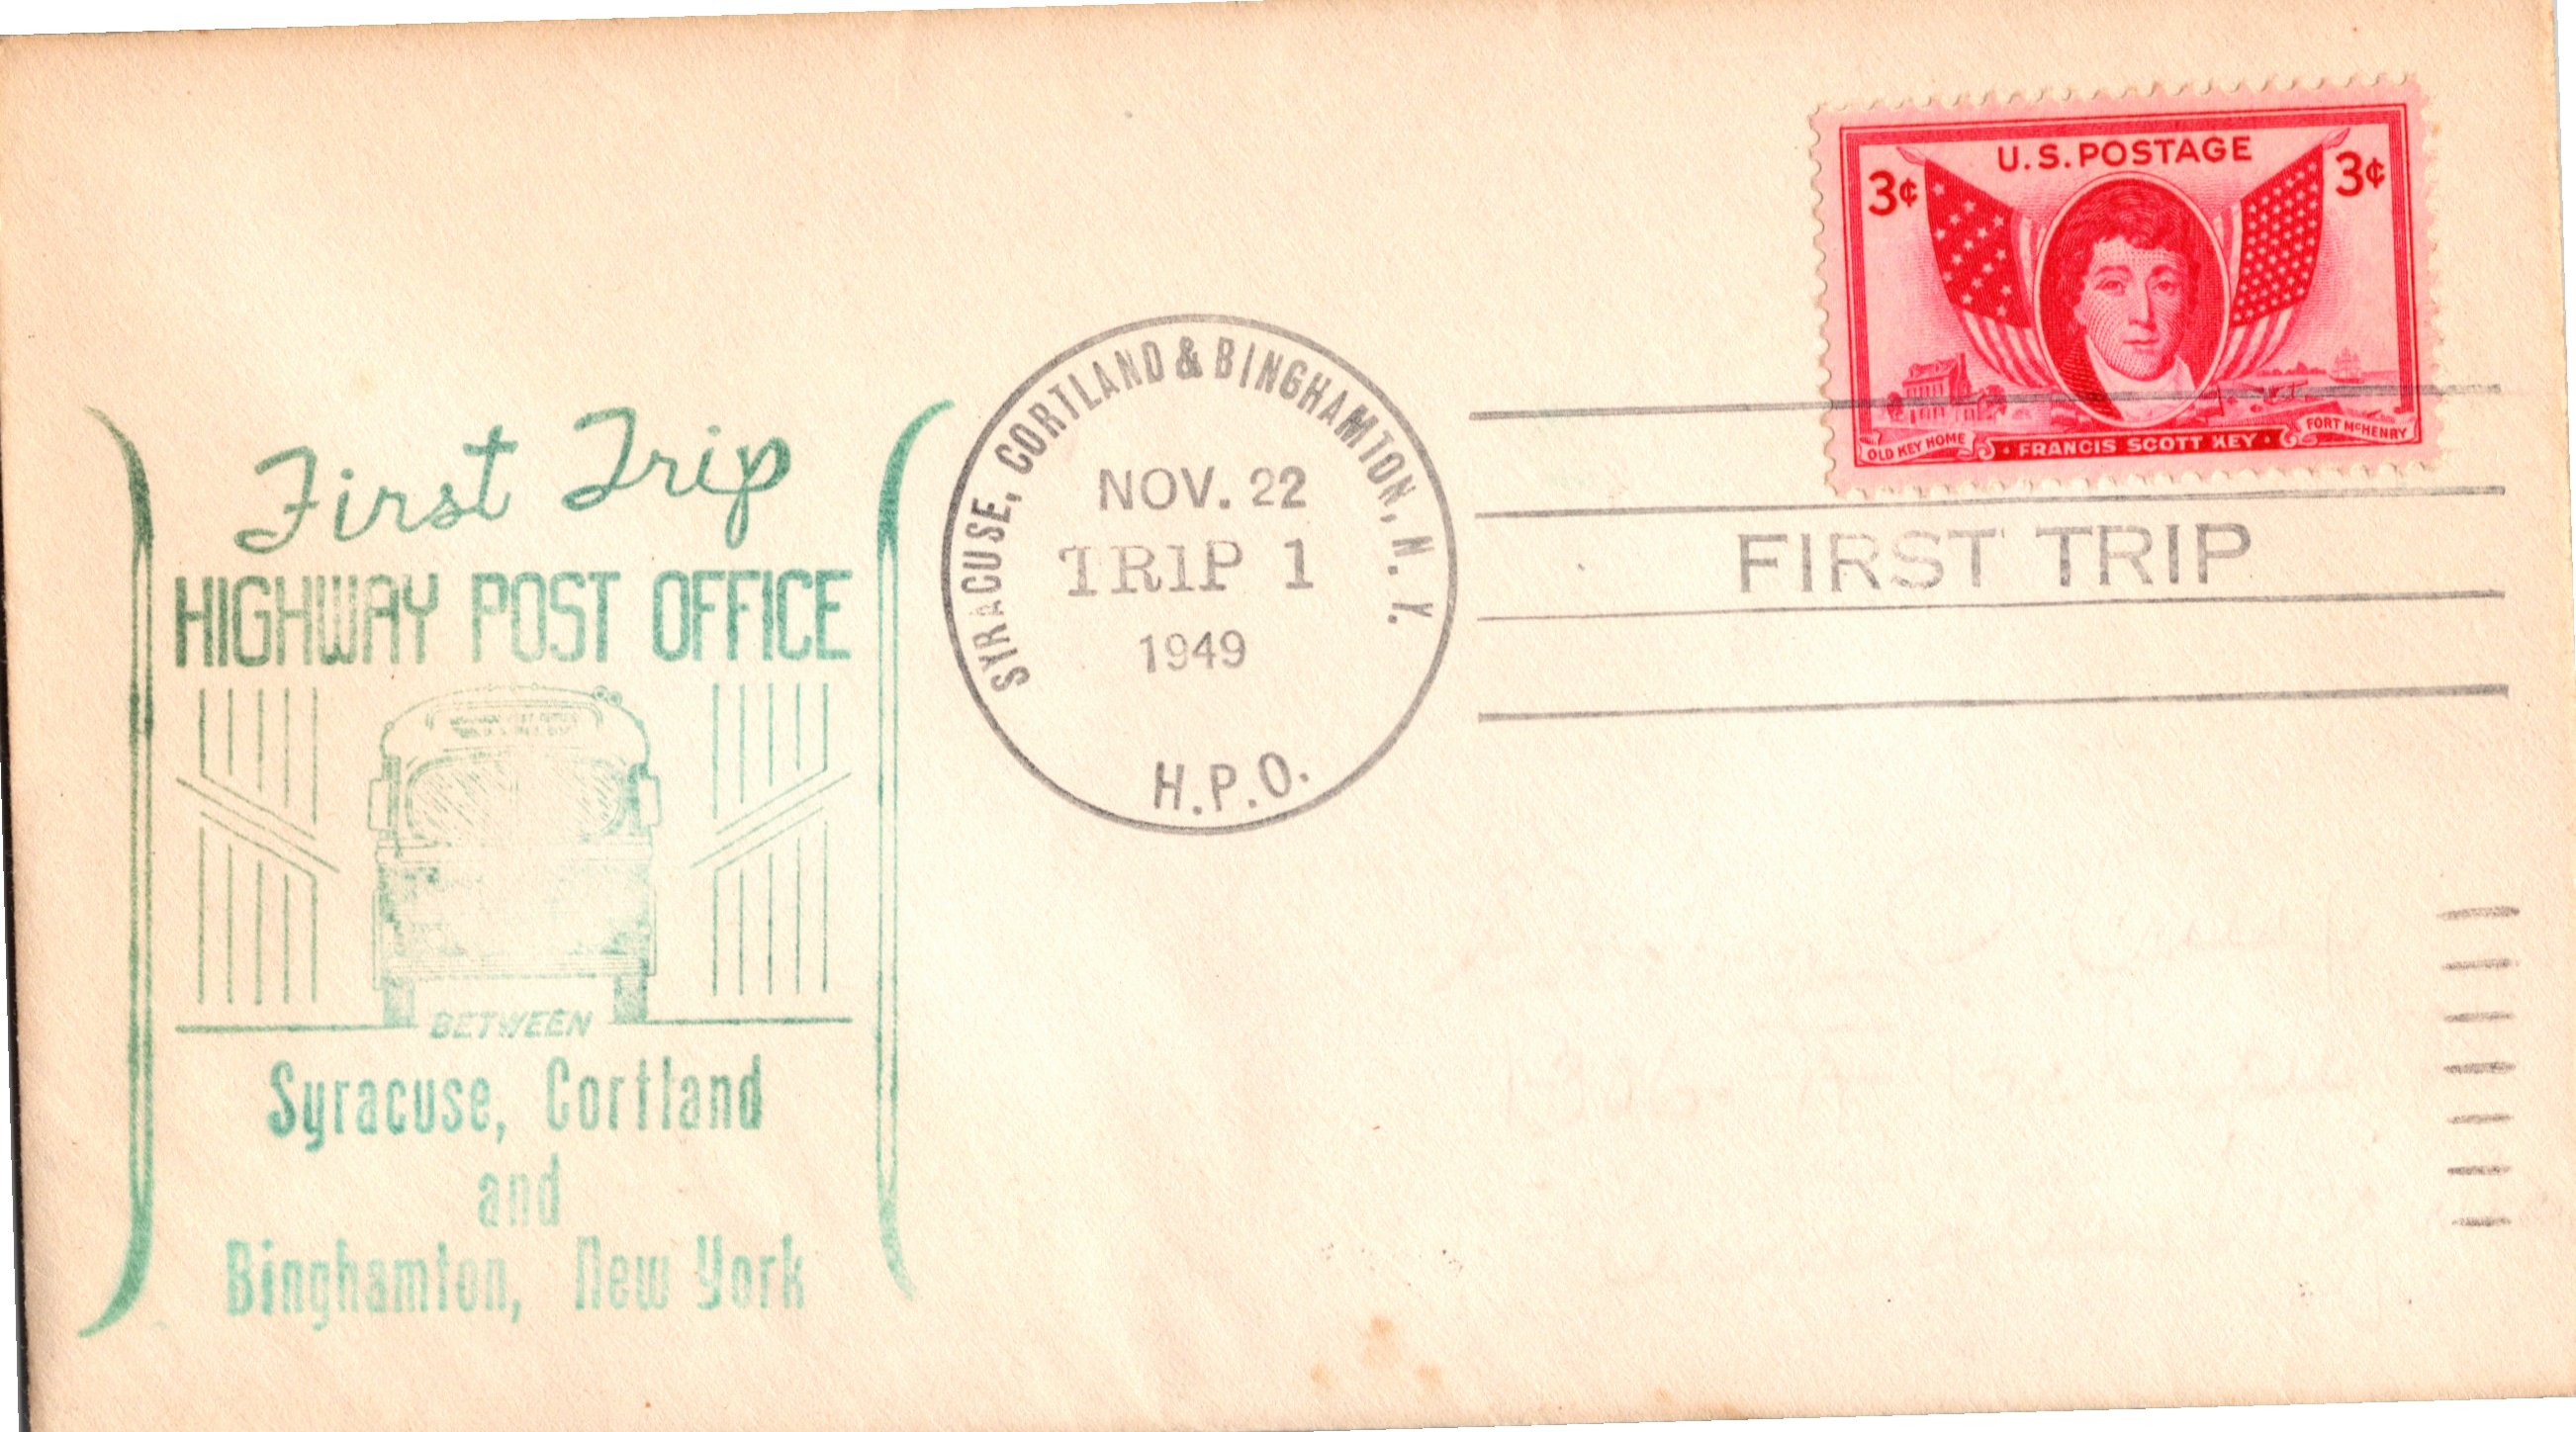 First Trip
HIGHWAY POST OFFICE
BETWEEN
Syracuse, Cortland
and
Binghamton, New York
SYRACUSE, CORTLAND & BINGHAMTON, N.Y.
NOV. 22
TRIP 1
1949
H.P.O.
U.S. POSTAGE
3¢ 3¢
OLD KEY HOME · FRANCIS SCOTT KEY · FORT McHENRY
FIRST TRIP